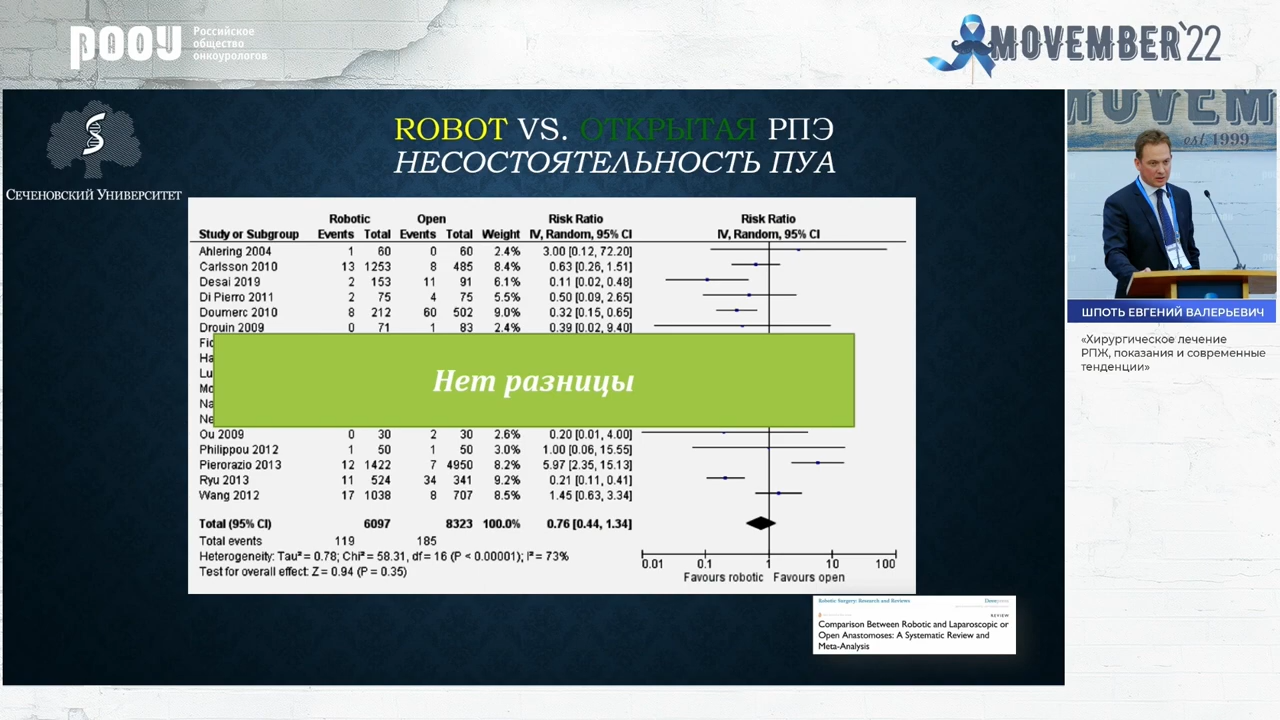 РООУ
Российское
общество
онкоурологов
MOVEMBER'22
СЕЧЕНОВСКИЙ УНИВЕРСИТЕТ
ROBOT VS. ОТКРЫТАЯ РПЭ
НЕСОСТОЯТЕЛЬНОСТЬ ПУА
Robotic Open Risk Ratio Risk Ratio
Study or Subgroup Events Total Events Total Weight IV, Random, 95% CI IV, Random, 95% CI
Ahlering 2004 1 60 0 60 2.4% 3.00 [0.12, 72.20]
Carlsson 2010 13 1253 8 485 8.4% 0.63 [0.26, 1.51]
Desai 2019 2 153 11 91 6.1% 0.11 [0.02, 0.48]
Di Pierro 2011 2 75 4 75 5.5% 0.50 [0.09, 2.65]
Doumerc 2010 8 212 60 502 9.0% 0.32 [0.15, 0.65]
Drouin 2009 0 71 1 83 2.4% 0.39 [0.02, 9.40]
Нет разницы
Ou 2009 0 30 2 30 2.6% 0.20 [0.01, 4.00]
Philippou 2012 1 50 1 50 3.0% 1.00 [0.06, 15.55]
Pierorazio 2013 12 1422 7 4950 8.2% 5.97 [2.35, 15.13]
Ryu 2013 11 524 34 341 9.2% 0.21 [0.11, 0.41]
Wang 2012 17 1038 8 707 8.5% 1.45 [0.63, 3.34]
Total (95% CI) 6097 8323 100.0% 0.76 [0.44, 1.34]
Total events 119 185
Heterogeneity: Tau² = 0.78; Chi² = 58.31, df = 16 (P < 0.00001); I² = 73%
Test for overall effect: Z = 0.94 (P = 0.35)
0.01 0.1 1 10 100
Favours robotic Favours open
Robotic Surgery: Research and Reviews
REVIEW
Comparison Between Robotic and Laparoscopic or
Open Anastomoses: A Systematic Review and
Meta-Analysis
est. 1999
ШПОТЬ ЕВГЕНИЙ ВАЛЕРЬЕВИЧ
«Хирургическое лечение
РПЖ, показания и современные
тенденции»